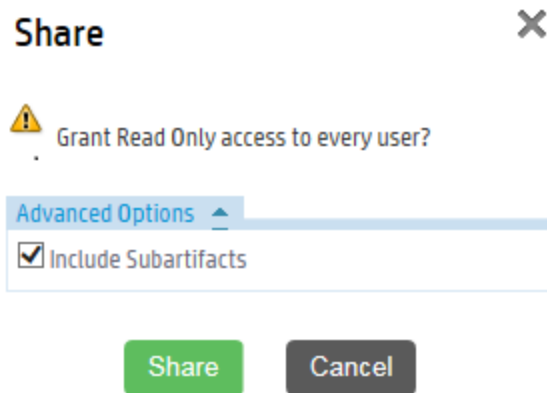 Share
Grant Read Only access to every user?
.
Advanced Options
Include Subartifacts
Share Cancel